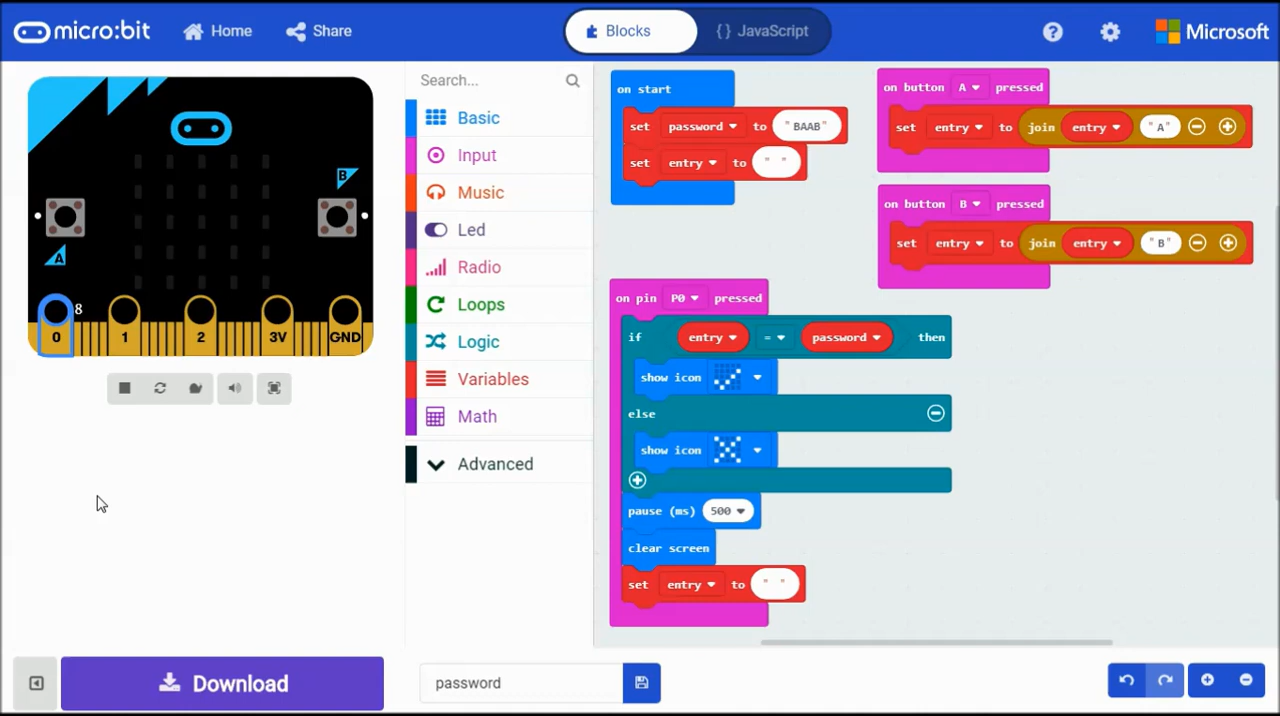 micro:bit Home Share Blocks {} JavaScript ? Microsoft
B
A
8
0 1 2 3V GND
Download
Search...
Basic
Input
Music
Led
Radio
Loops
Logic
Variables
Math
Advanced
password
on start
set password to "BAAB"
set entry to " "
on button A pressed
set entry to join entry "A"
on button B pressed
set entry to join entry "B"
on pin P0 pressed
if entry = password then
show icon
else
show icon
pause (ms) 500
clear screen
set entry to " "